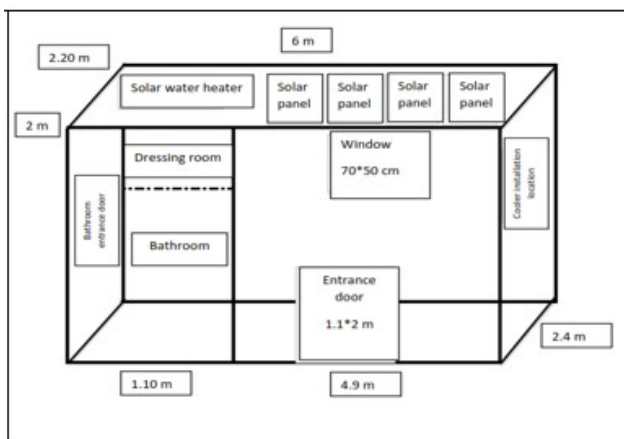 6 m
2.20 m
Solar water heater
Solar
panel
Solar
panel
Solar
panel
Solar
panel
2 m
Window
70*50 cm
Dressing room
Bathroom
entrance door
Cooler installation
location
Bathroom
Entrance
door
1.1*2 m
2.4 m
1.10 m
4.9 m